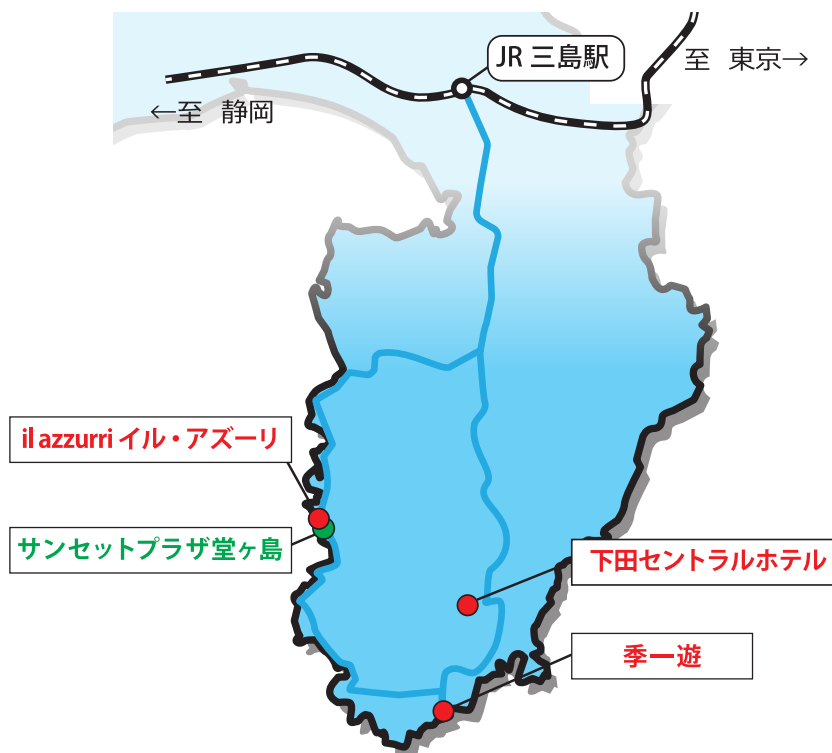 JR 三島駅
至 東京→
←至 静岡
il azzurri イル・アズーリ
サンセットプラザ堂ヶ島
下田セントラルホテル
季一遊